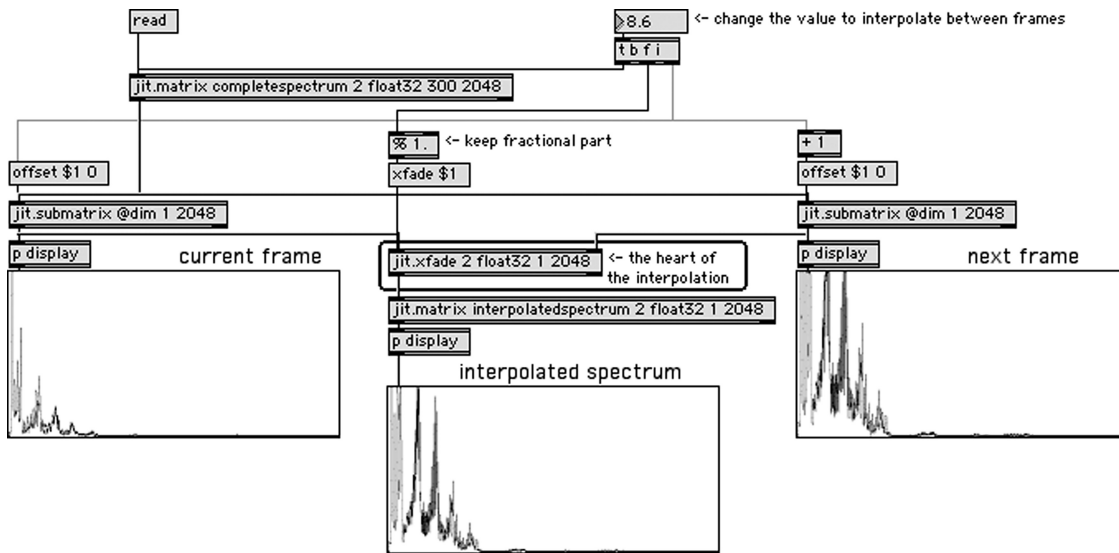 read
8.6
<- change the value to interpolate between frames
t b f i
jit.matrix completespectrum 2 float32 300 2048
% 1.
<- keep fractional part
+ 1
offset $1 0
xfade $1
offset $1 0
jit.submatrix @dim 1 2048
jit.submatrix @dim 1 2048
p display
current frame
jit.xfade 2 float32 1 2048
<- the heart of
the interpolation
p display
next frame
jit.matrix interpolatedspectrum 2 float32 1 2048
p display
interpolated spectrum